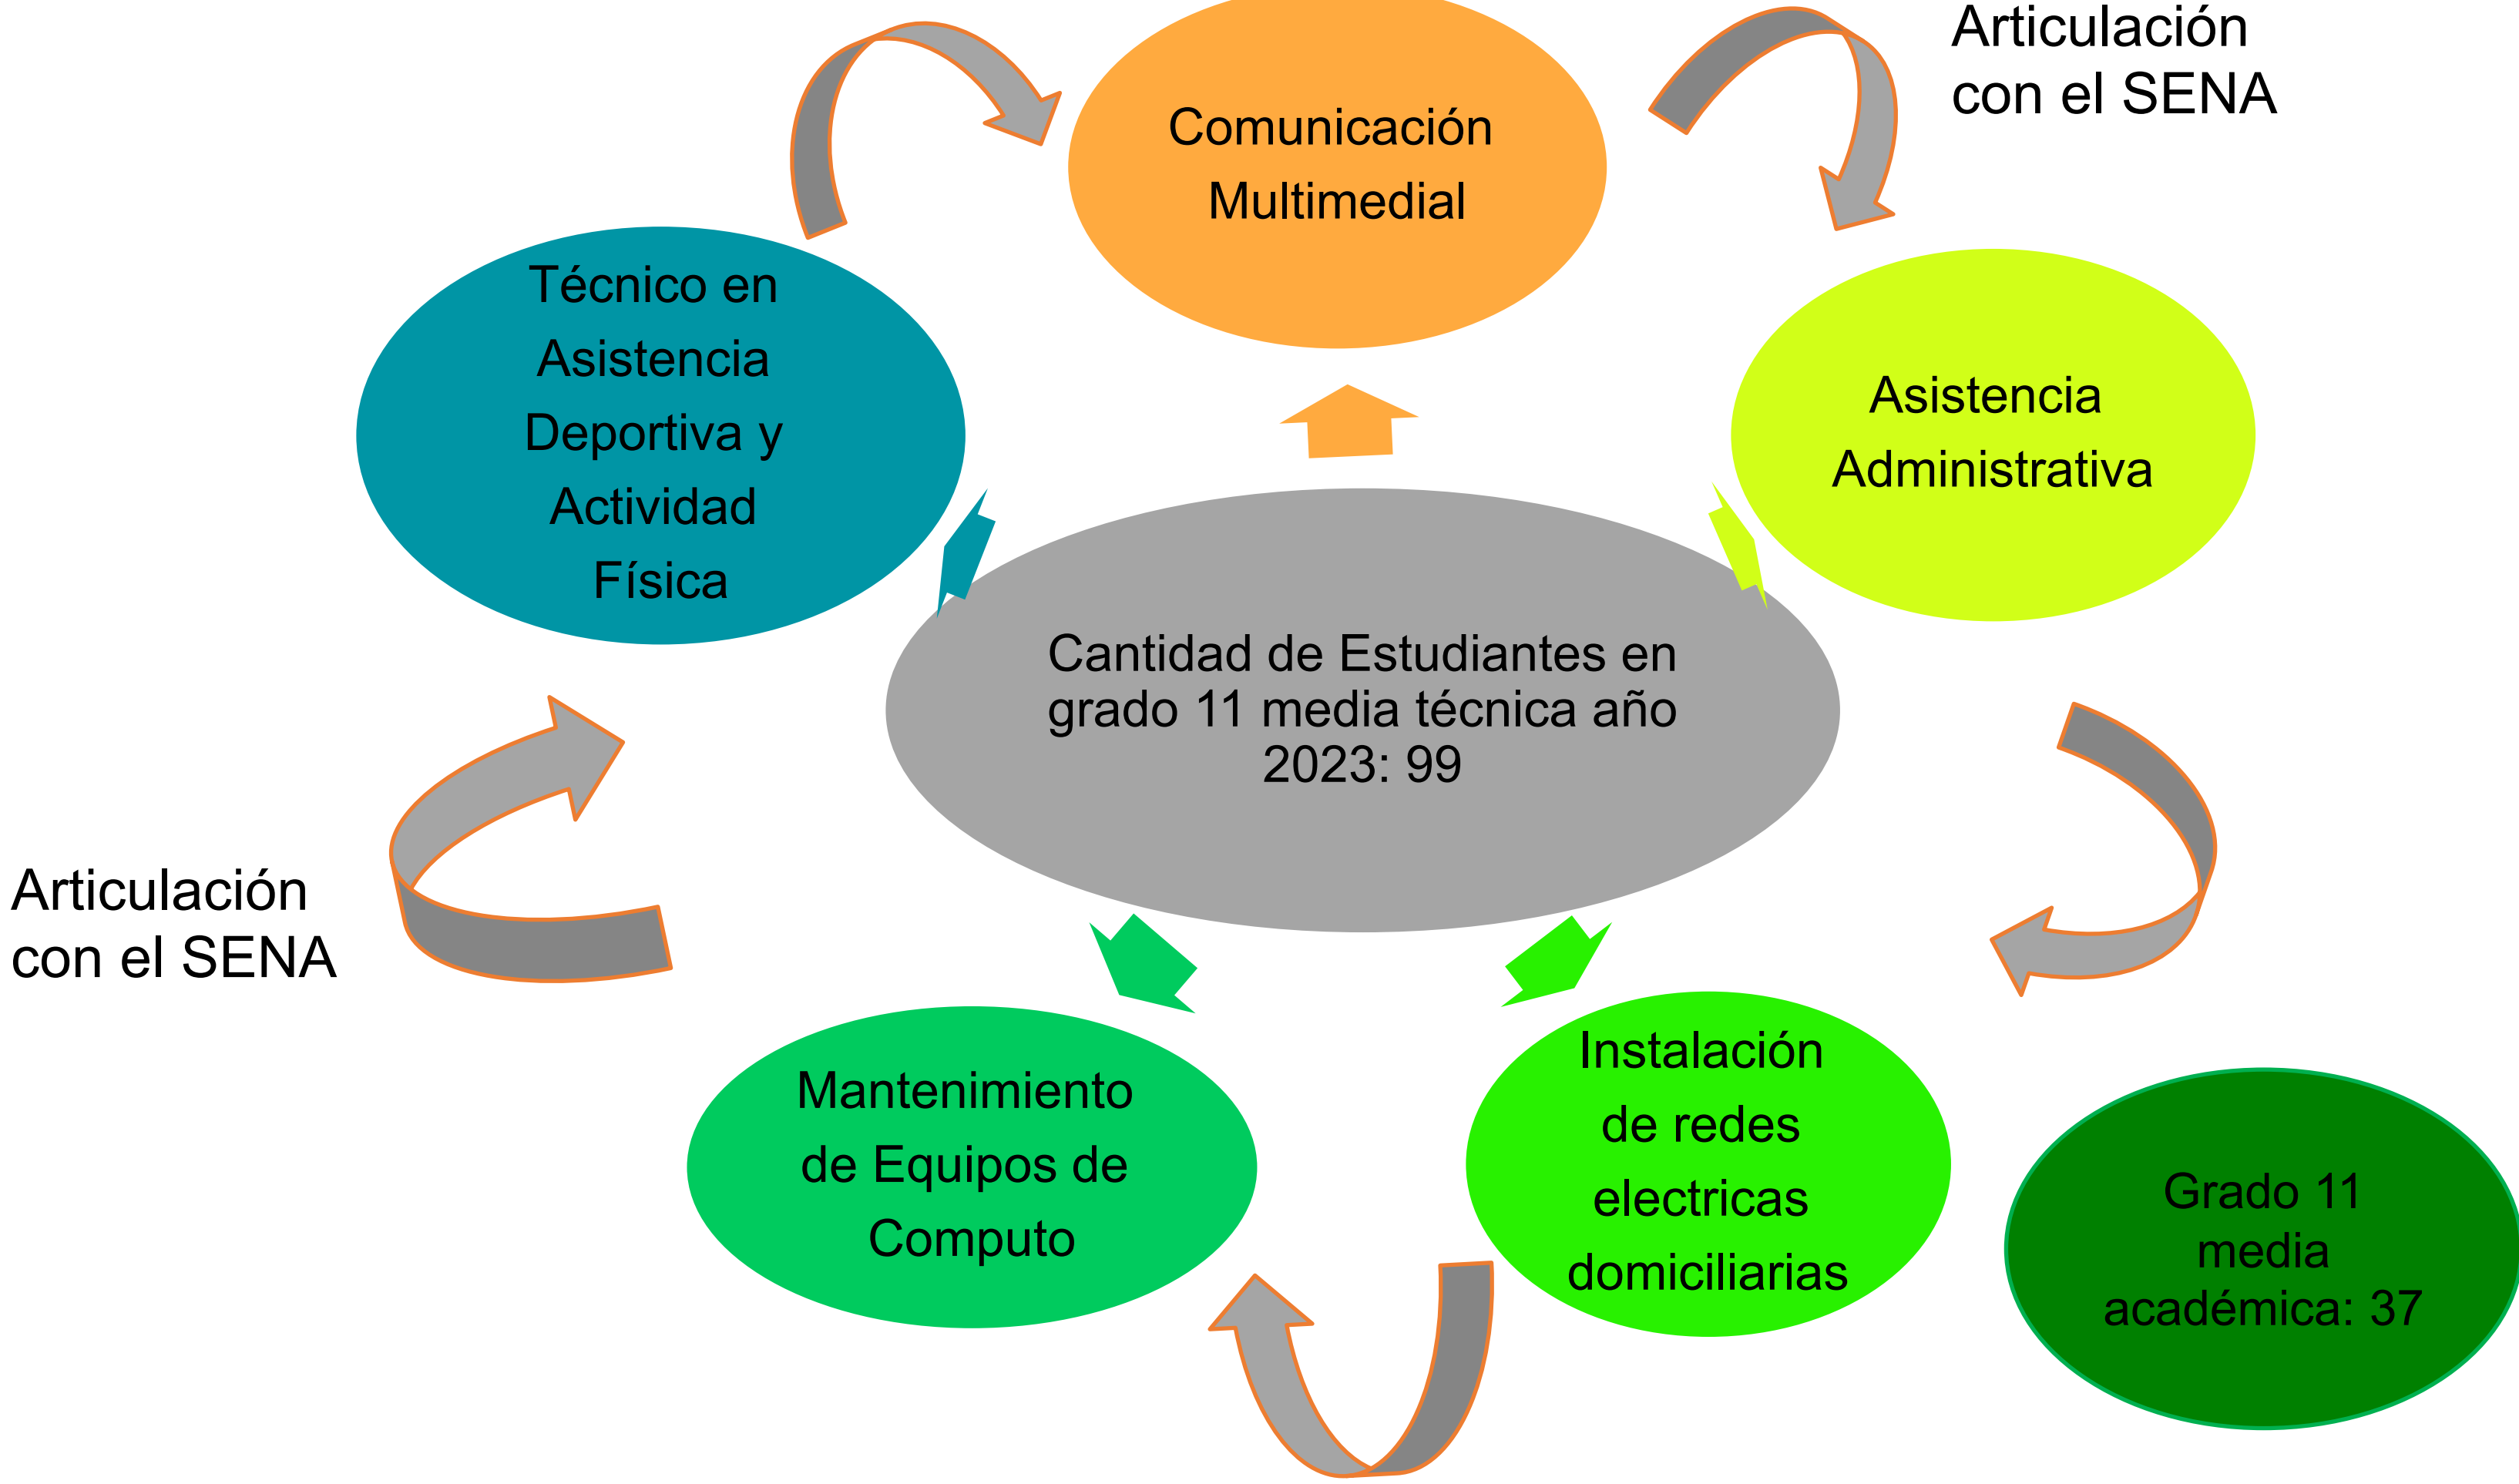 Articulación
con el SENA
Comunicación
Multimedial
Técnico en
Asistencia
Deportiva y
Actividad
Física
Asistencia
Administrativa
Cantidad de Estudiantes en
grado 11 media técnica año
2023: 99
Articulación
con el SENA
Mantenimiento
de Equipos de
Computo
Instalación
de redes
electricas
domiciliarias
Grado 11
media
académica: 37